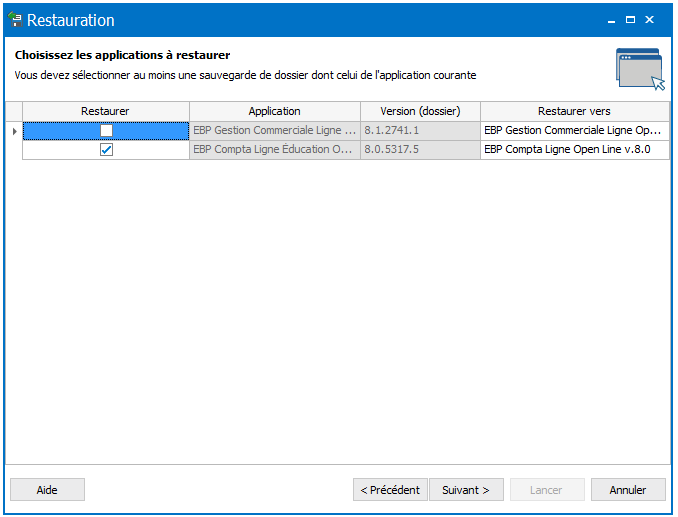 Restauration
Choisissez les applications à restaurer
Vous devez sélectionner au moins une sauvegarde de dossier dont celui de l'application courante
Restaurer Application Version (dossier) Restaurer vers
EBP Gestion Commerciale Ligne ... 8.1.2741.1 EBP Gestion Commerciale Ligne Op...
EBP Compta Ligne Éducation O... 8.0.5317.5 EBP Compta Ligne Open Line v.8.0
Aide < Précédent Suivant > Lancer Annuler